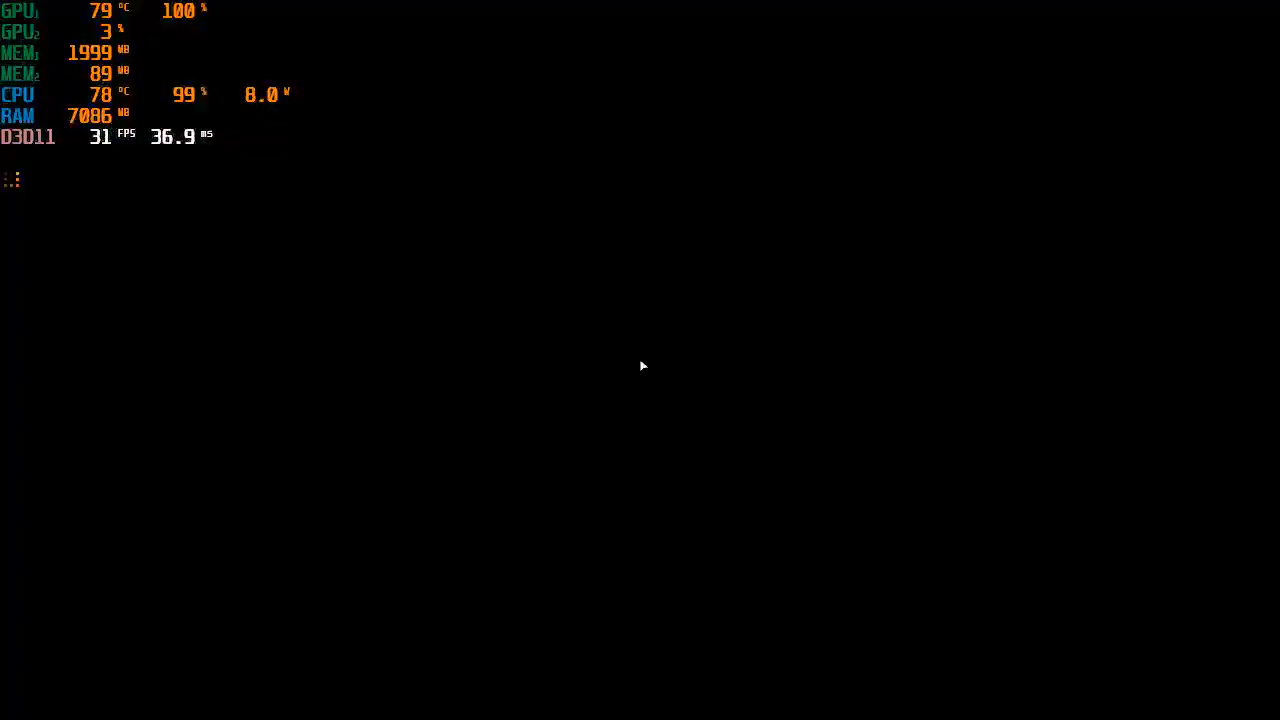 GPU1 79 °C 100 %
GPU2 3 %
MEM1 1999 MB
MEM2 89 MB
CPU 78 °C 99 % 8.0 W
RAM 7086 MB
D3D11 31 FPS 36.9 ms